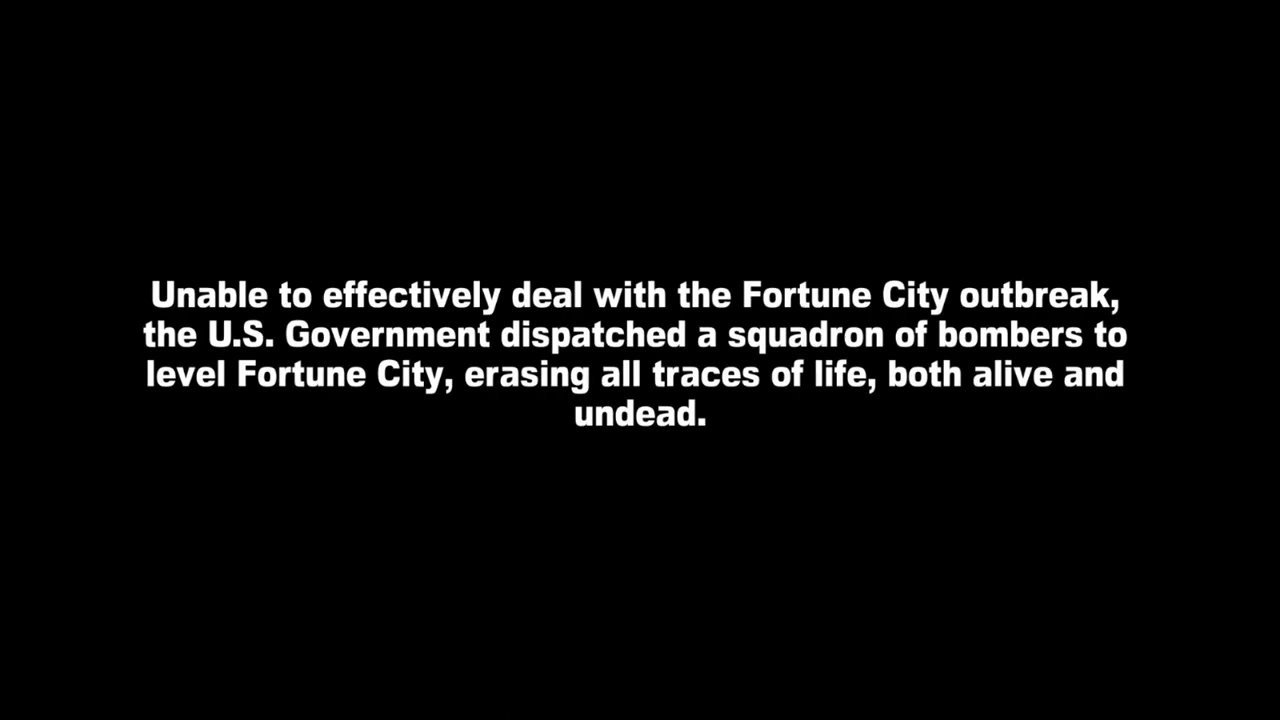 Unable to effectively deal with the Fortune City outbreak,
the U.S. Government dispatched a squadron of bombers to
level Fortune City, erasing all traces of life, both alive and
undead.